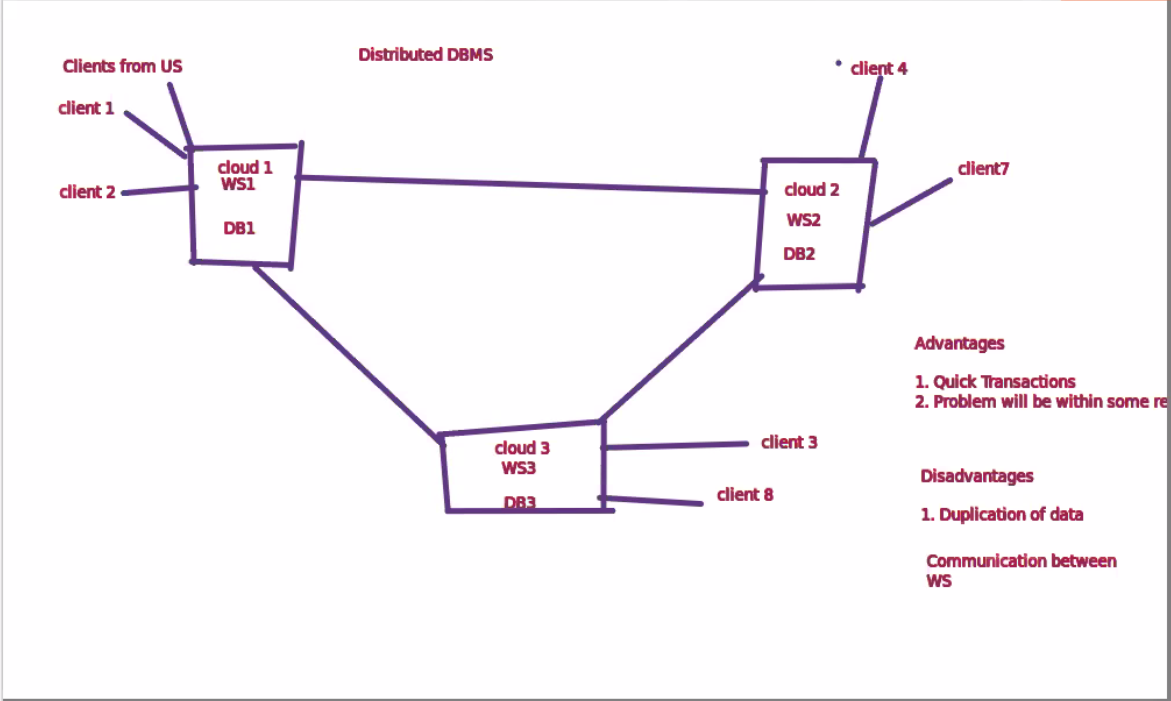 Distributed DBMS
Clients from US
client 1
client 2
cloud 1
WS1
DB1
client 4
client7
cloud 2
WS2
DB2
cloud 3
WS3
DB3
client 3
client 8
Advantages
1. Quick Transactions
2. Problem will be within some
Disadvantages
1. Duplication of data
Communication between
WS